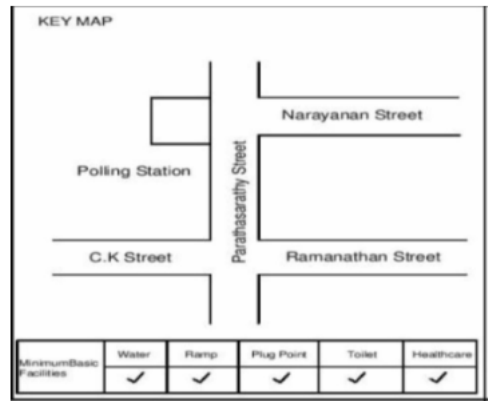 KEY MAP
Narayanan Street
Polling Station
Parathasarathy Street
C.K Street
Ramanathan Street
MinimumBasic
Facilities
Water
Ramp
Plug Point
Toilet
Healthcare
✓ ✓ ✓ ✓ ✓